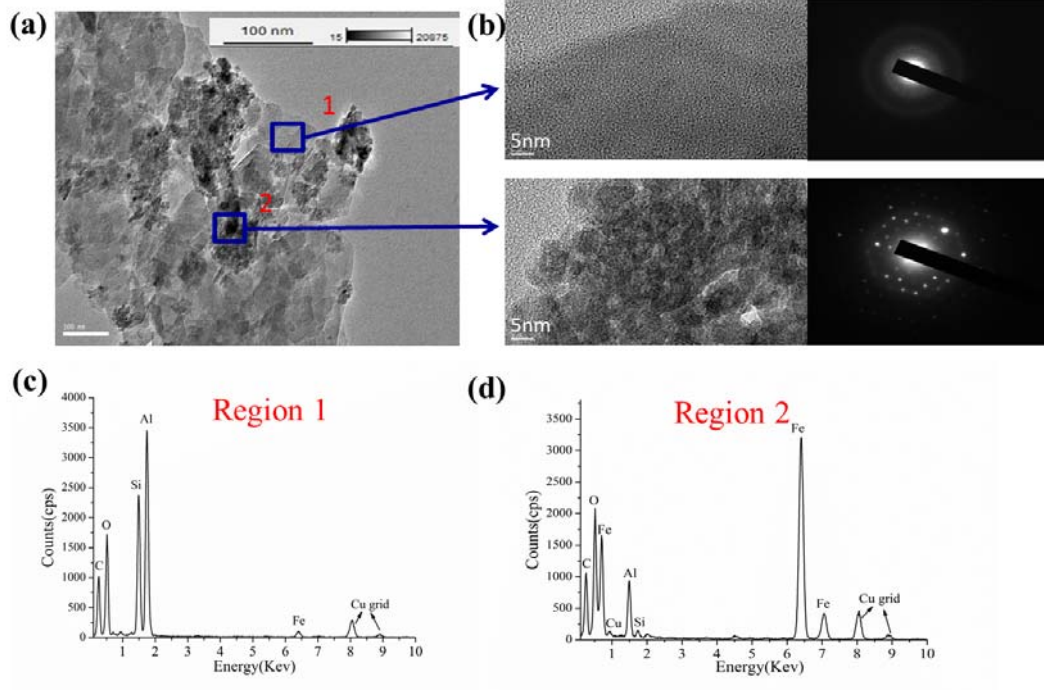 (a)
100 nm
15
20875
1
2
100 nm
(b)
5nm
5nm
(c)
Region 1
Counts(cps)
4000
3500
3000
2500
2000
1500
1000
500
0
C
O
Si
Al
Fe
Cu grid
1 2 3 4 5 6 7 8 9 10
Energy(Kev)
(d)
Region 2
Counts(cps)
3500
3000
2500
2000
1500
1000
500
0
C
O
Fe
Cu
Al
Si
Fe
Fe
Cu grid
1 2 3 4 5 6 7 8 9 10
Energy(Kev)